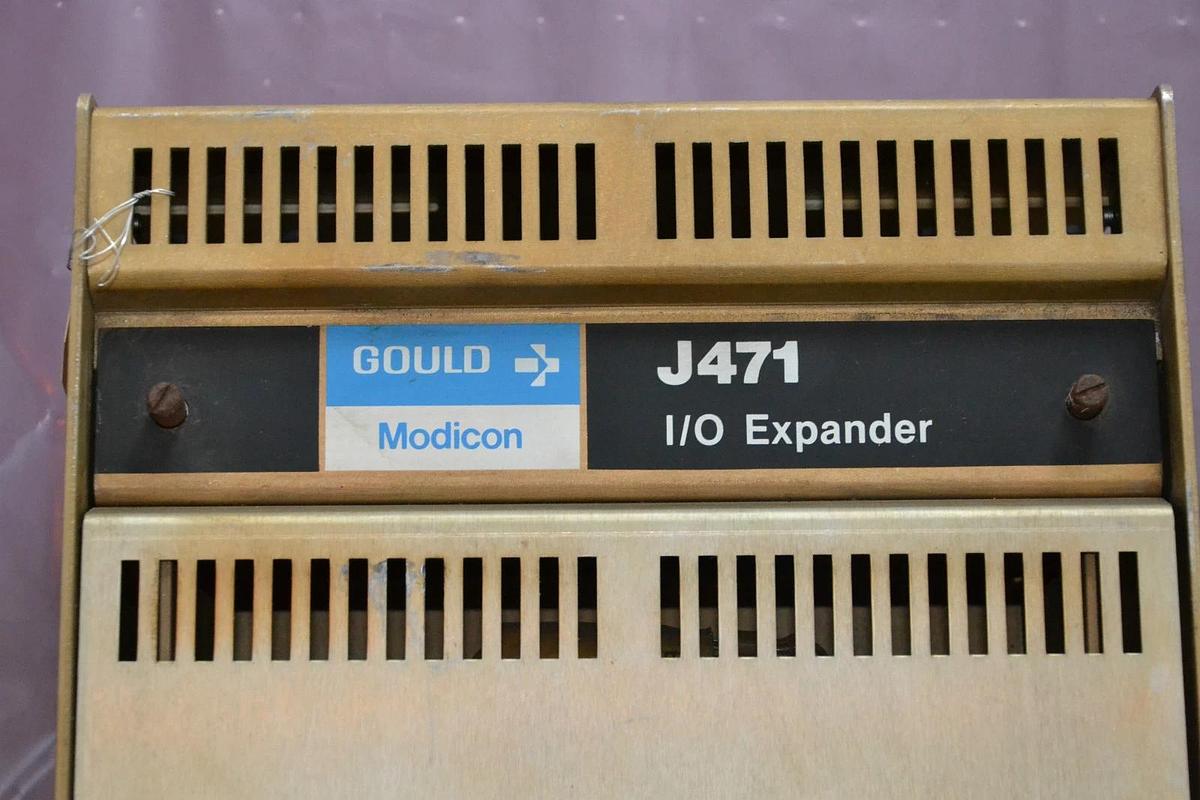 GOULD
Modicon
J471
I/O Expander